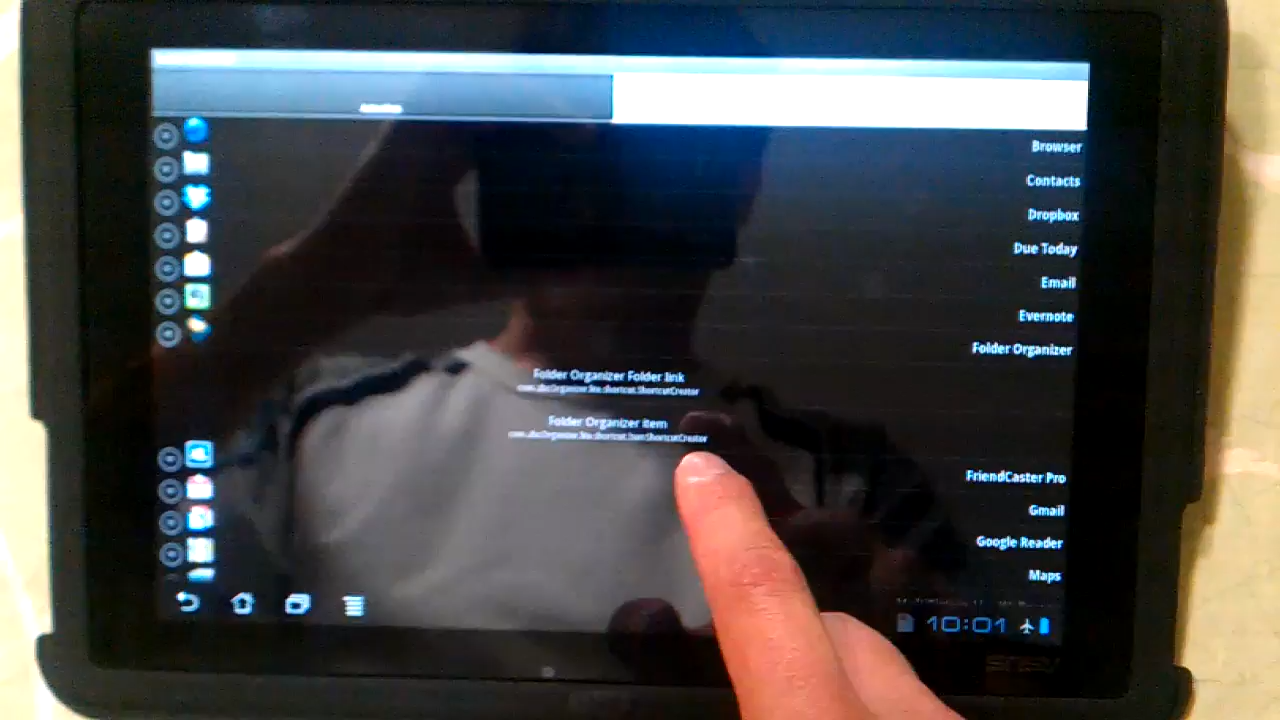 Browser
Contacts
Dropbox
Due Today
Email
Evernote
Folder Organizer
Folder Organizer Folder link
Folder Organizer item
FriendCaster Pro
Gmail
Google Reader
Maps
10:01